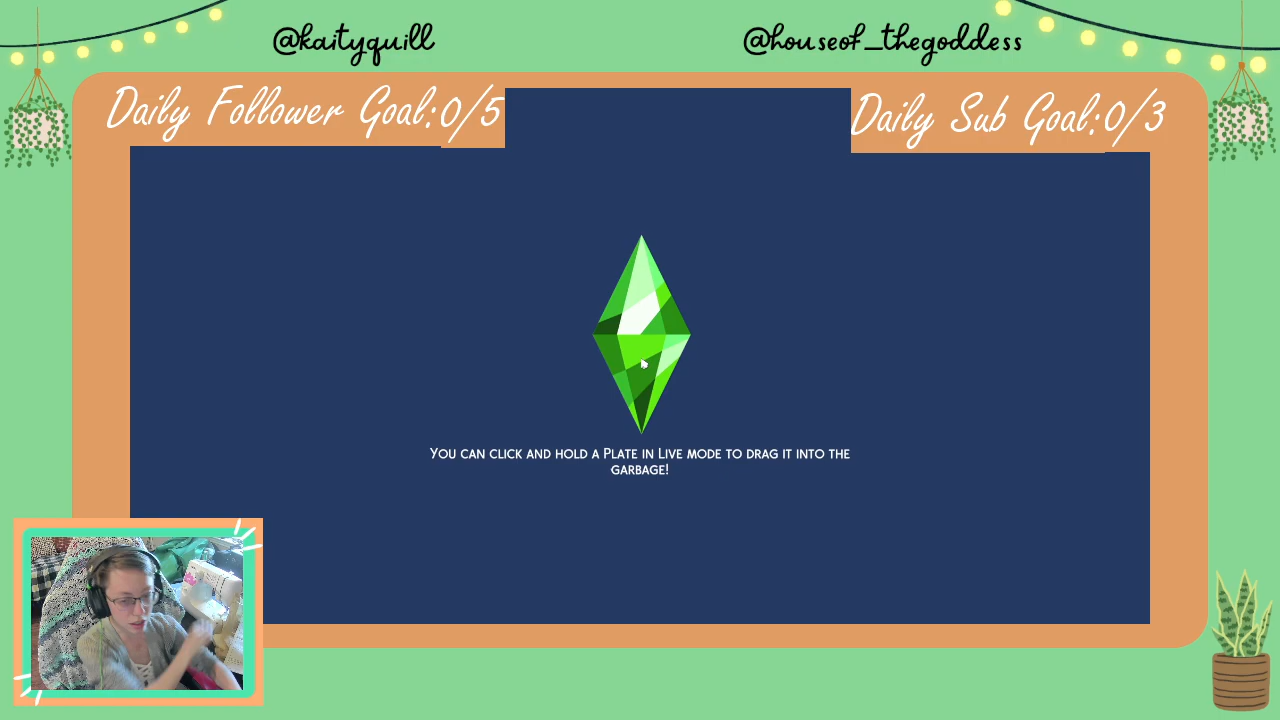 @kaityquill
@houseof_thegoddess
Daily Follower Goal:0/5
Daily Sub Goal:0/3
You can click and hold a Plate in Live mode to drag it into the
garbage!